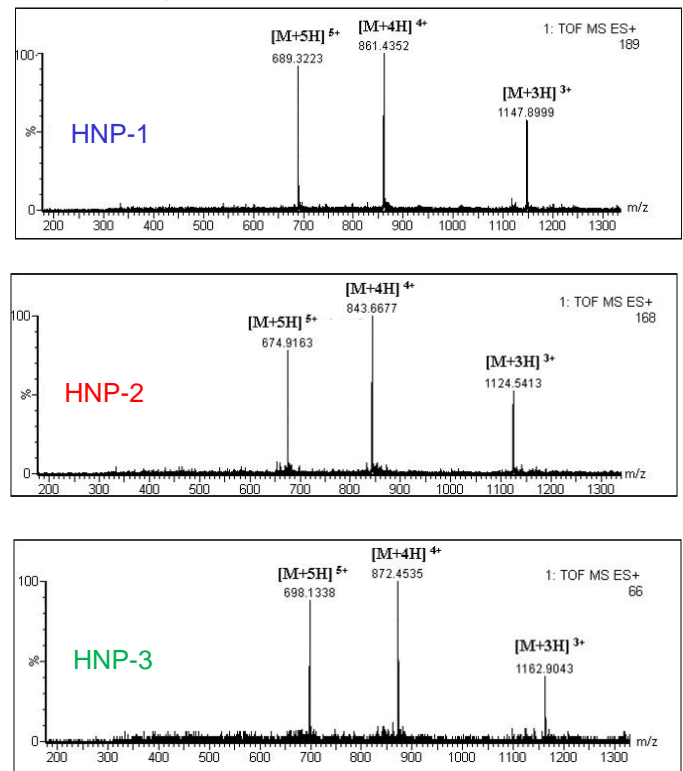 [M+5H] 5+ [M+4H] 4+ 1: TOF MS ES+
689.3223 861.4352 189
[M+3H] 3+
1147.8999
100
HNP-1
%
0
200 300 400 500 600 700 800 900 1000 1100 1200 1300 m/z
[M+4H] 4+
843.6677 1: TOF MS ES+
[M+5H] 5+ 168
674.9163
[M+3H] 3+
1124.5413
100
HNP-2
%
0
200 300 400 500 600 700 800 900 1000 1100 1200 1300 m/z
[M+4H] 4+
[M+5H] 5+ 872.4535 1: TOF MS ES+
698.1338 66
[M+3H] 3+
1162.9043
100
HNP-3
%
0
200 300 400 500 600 700 800 900 1000 1100 1200 1300 m/z